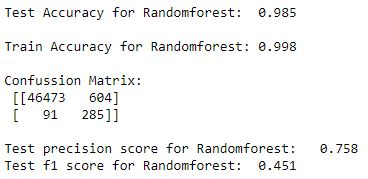 Test Accuracy for Randomforest:  0.985
Train Accuracy for Randomforest: 0.998
Confussion Matrix:
 [[46473   604]
 [   91   285]]
Test precision score for Randomforest:   0.758
Test f1 score for Randomforest:  0.451